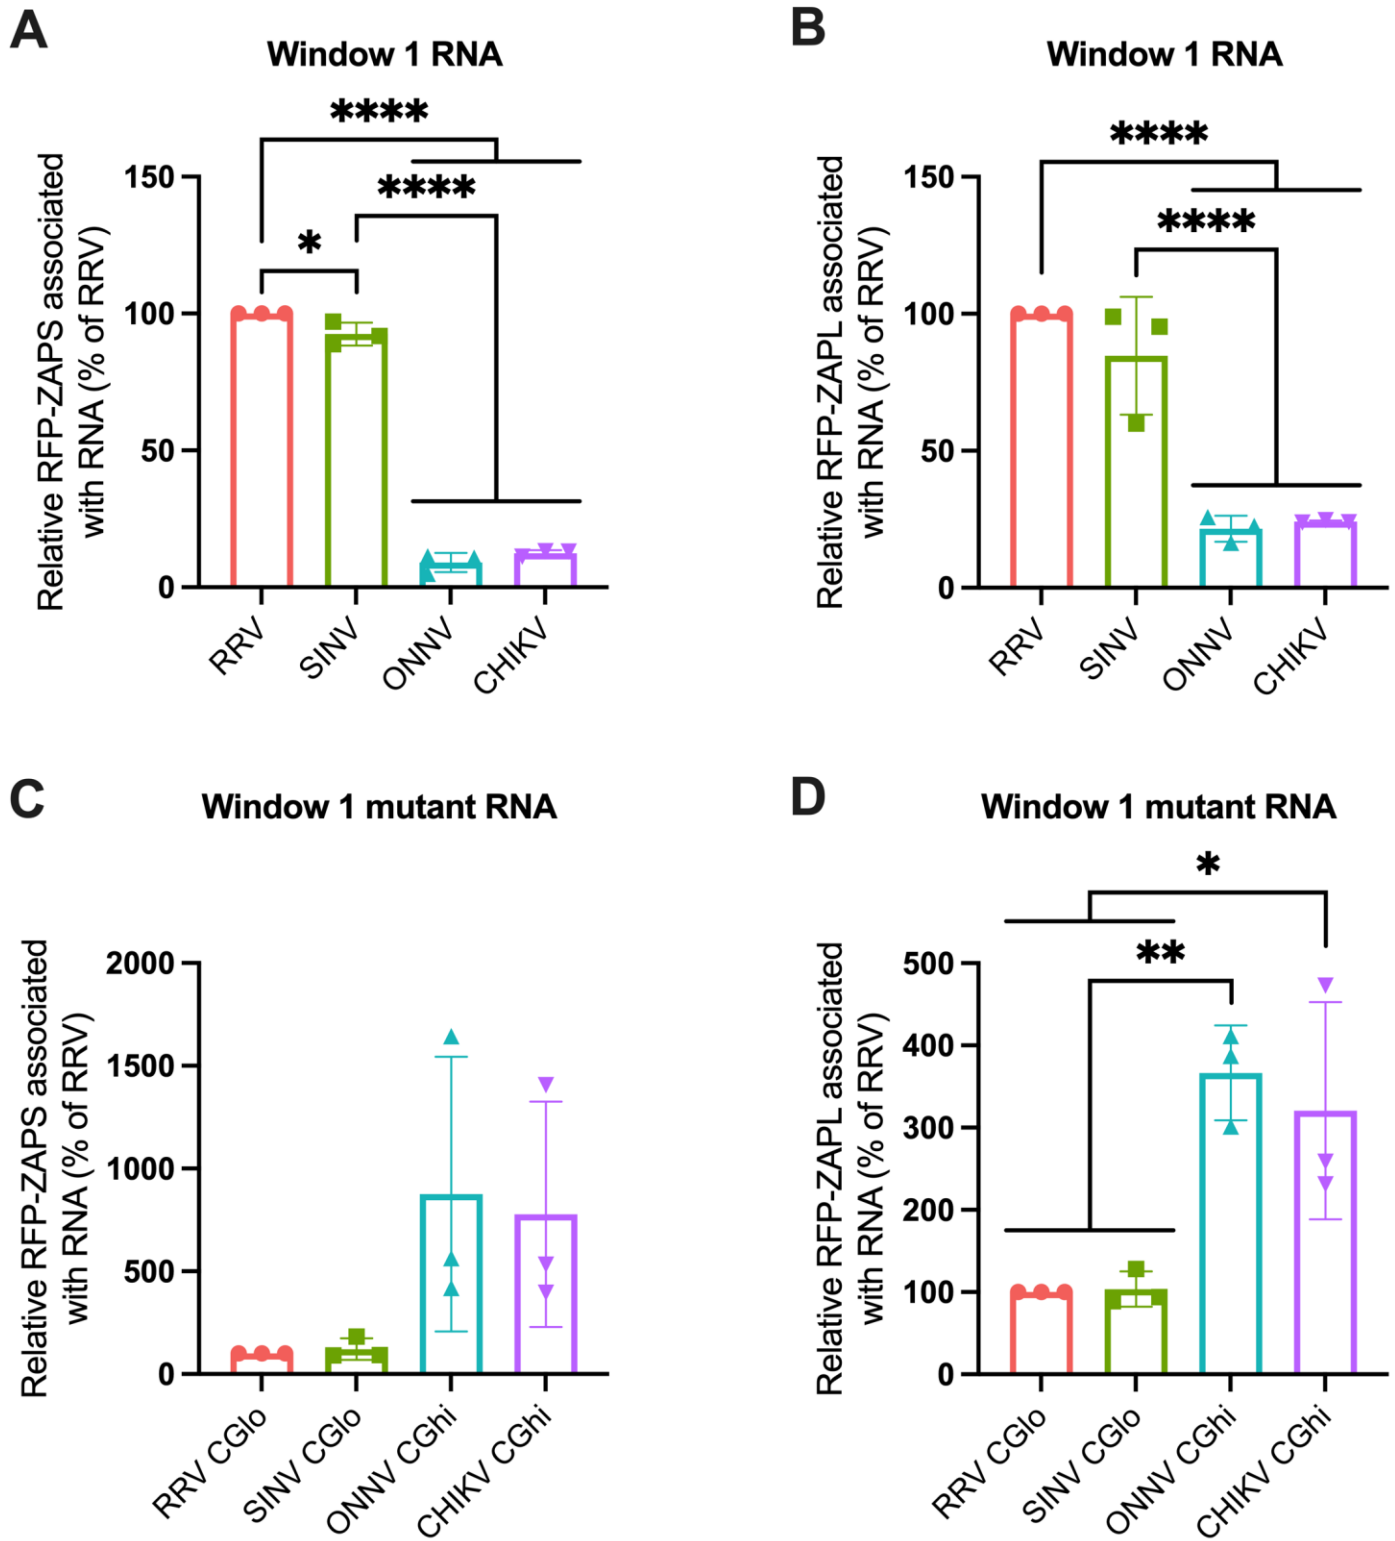 A
Window 1 RNA
****
****
*
Relative RFP-ZAPS associated
with RNA (% of RRV)
150
100
50
0
RRV
SINV
ONNV
CHIKV
B
Window 1 RNA
****
****
Relative RFP-ZAPL associated
with RNA (% of RRV)
150
100
50
0
RRV
SINV
ONNV
CHIKV
C
Window 1 mutant RNA
Relative RFP-ZAPS associated
with RNA (% of RRV)
2000
1500
1000
500
0
RRV CGlo
SINV CGlo
ONNV CGhi
CHIKV CGhi
D
Window 1 mutant RNA
*
**
Relative RFP-ZAPL associated
with RNA (% of RRV)
500
400
300
200
100
0
RRV CGlo
SINV CGlo
ONNV CGhi
CHIKV CGhi